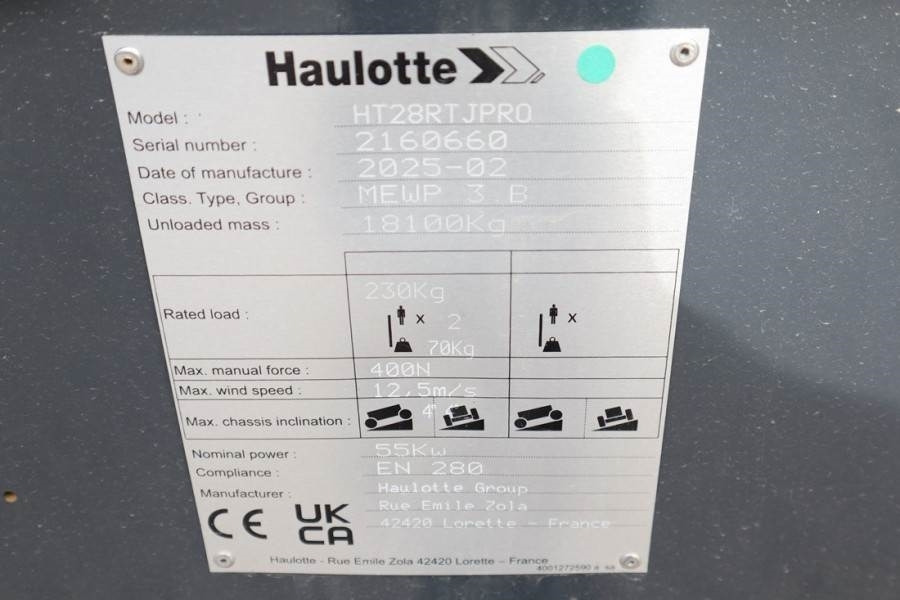 Haulotte
Model : HT28RTJPRO
Serial number : 2160660
Date of manufacture : 2025-02
Class. Type, Group : MEWP 3.B
Unloaded mass : 18100Kg
230Kg
Rated load : x 2 x
70Kg
Max. manual force : 400N
Max. wind speed : 12,5m/s
Max. chassis inclination :
Nominal power : 55Kw
Compliance : EN 280
Manufacturer : Haulotte Group
Rue Emile Zola
42420 Lorette - France
CE UK
CA
Haulotte - Rue Emile Zola 42420 Lorette - France
4001272590 a